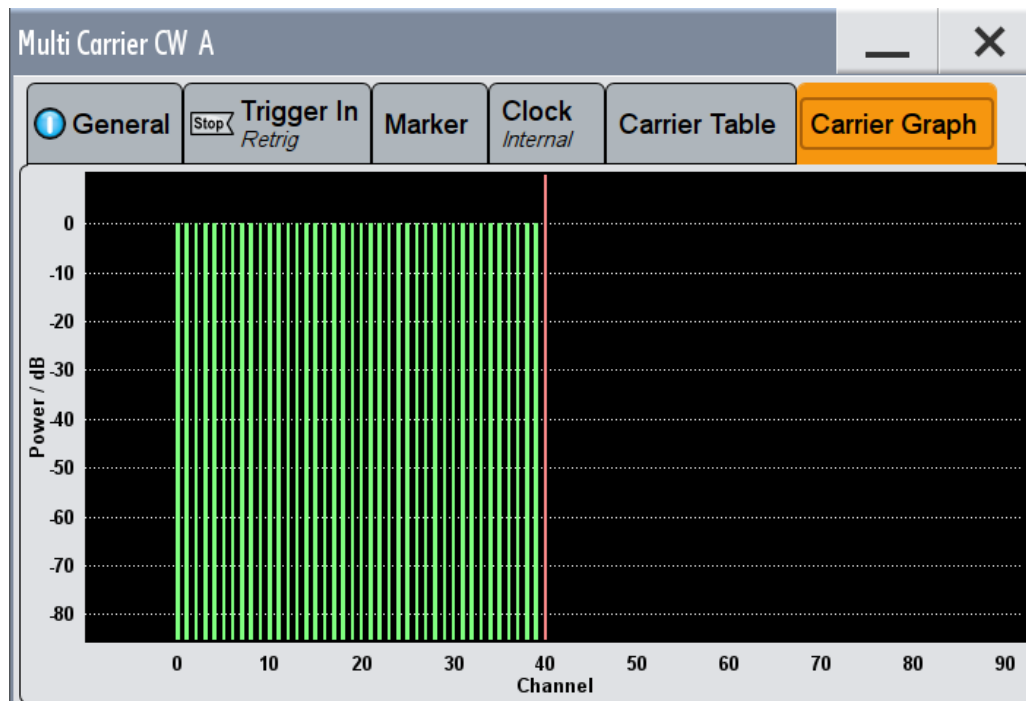 Multi Carrier CW A
General
Stop
Trigger In
Retrig
Marker
Clock
Internal
Carrier Table
Carrier Graph
0
-10
-20
-30
-40
-50
-60
-70
-80
Power / dB
0 10 20 30 40 50 60 70 80 90
Channel